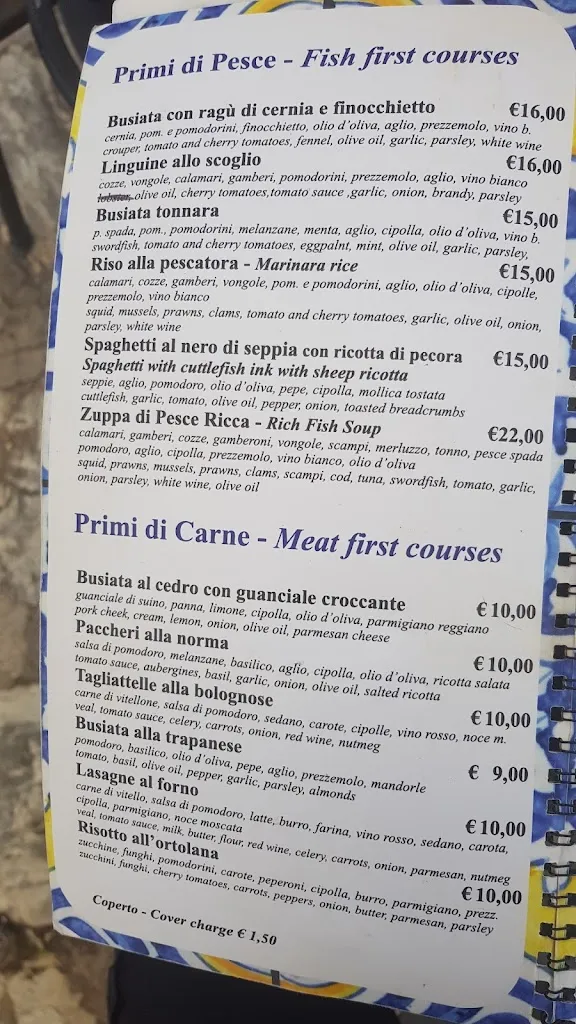 Primi di Pesce - Fish first courses
Busiata con ragù di cernia e finocchietto €16,00
cernia, pom. e pomodorini, finocchietto, olio d'oliva, aglio, prezzemolo, vino b.
crouper, tomato and cherry tomatoes, fennel, olive oil, garlic, parsley, white wine
Linguine allo scoglio €16,00
cozze, vongole, calamari, gamberi, pomodorini, prezzemolo, aglio, vino bianco
lobster, olive oil, cherry tomatoes,tomato sauce ,garlic, onion, brandy, parsley
Busiata tonnara €15,00
p. spada, pom., pomodorini, melanzane, menta, aglio, cipolla, olio d'oliva, vino b.
swordfish, tomato and cherry tomatoes, eggpalnt, mint, olive oil, garlic, parsley,
Riso alla pescatora - Marinara rice €15,00
calamari, cozze, gamberi, vongole, pom. e pomodorini, aglio, olio d'oliva, cipolle,
prezzemolo, vino bianco
squid, mussels, prawns, clams, tomato and cherry tomatoes, garlic, olive oil, onion,
parsley, white wine
Spaghetti al nero di seppia con ricotta di pecora €15,00
Spaghetti with cuttlefish ink with sheep ricotta
seppie, aglio, pomodoro, olio d'oliva, pepe, cipolla, mollica tostata
cuttlefish, garlic, tomato, olive oil, pepper, onion, toasted breadcrumbs
Zuppa di Pesce Ricca - Rich Fish Soup €22,00
calamari, gamberi, cozze, gamberoni, vongole, scampi, merluzzo, tonno, pesce spada
pomodoro, aglio, cipolla, prezzemolo, vino bianco, olio d'oliva
squid, prawns, mussels, prawns, clams, scampi, cod, tuna, swordfish, tomato, garlic,
onion, parsley, white wine, olive oil
Primi di Carne - Meat first courses
Busiata al cedro con guanciale croccante € 10,00
guanciale di suino, panna, limone, cipolla, olio d'oliva, parmigiano reggiano
pork cheek, cream, lemon, onion, olive oil, parmesan cheese
Paccheri alla norma € 10,00
salsa di pomodoro, melanzane, basilico, aglio, cipolla, olio d'oliva, ricotta salata
tomato sauce, aubergines, basil, garlic, onion, olive oil, salted ricotta
Tagliattelle alla bolognose € 10,00
carne di vitellone, salsa di pomodoro, sedano, carote, cipolle, vino rosso, noce m.
veal, tomato sauce, celery, carrots, onion, red wine, nutmeg
Busiata alla trapanese € 9,00
pomodoro, basilico, olio d'oliva, pepe, aglio, prezzemolo, mandorle
tomato, basil, olive oil, pepper, garlic, parsley, almonds
Lasagne al forno € 10,00
carne di vitello, salsa di pomodoro, latte, burro, farina, vino rosso, sedano, carota,
cipolla, parmigiano, noce moscata
veal, tomato sauce, milk, butter, flour, red wine, celery, carrots, onion, parmesan, nutmeg
Risotto all'ortolana € 10,00
zucchine, funghi, pomodorini, carote, peperoni, cipolla, burro, parmigiano, prezz.
zucchini, funghi, cherry tomatoes, carrots, peppers, onion, butter, parmesan, parsley
Coperto - Cover charge € 1,50